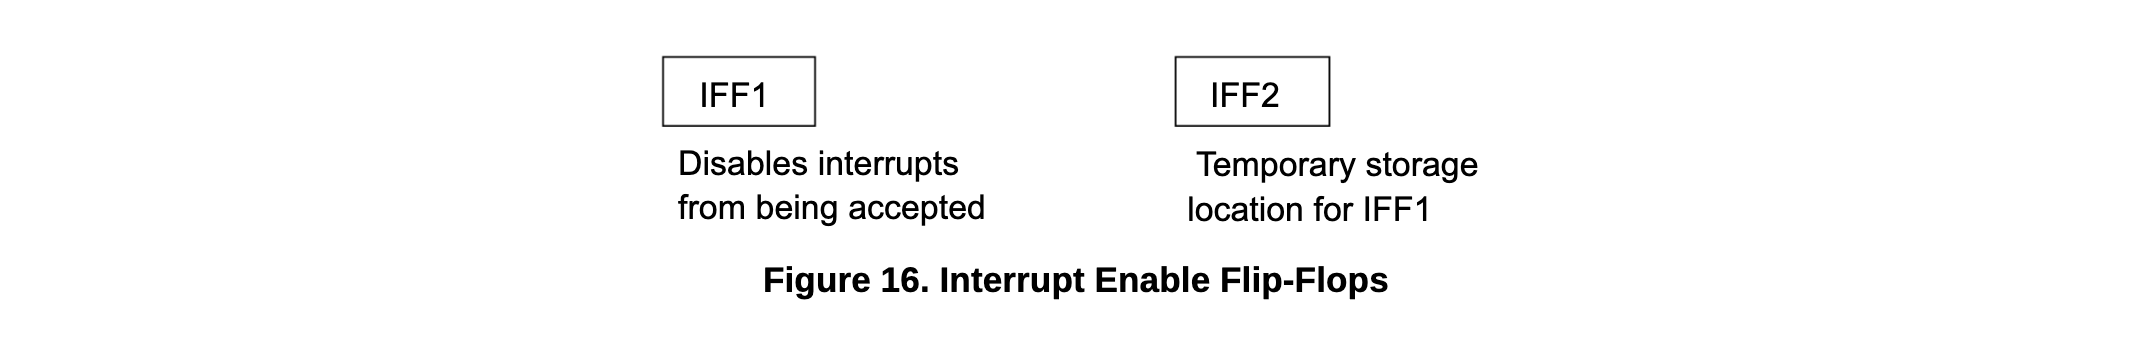 IFF1
IFF2
Disables interrupts
from being accepted
Temporary storage
location for IFF1
Figure 16. Interrupt Enable Flip-Flops